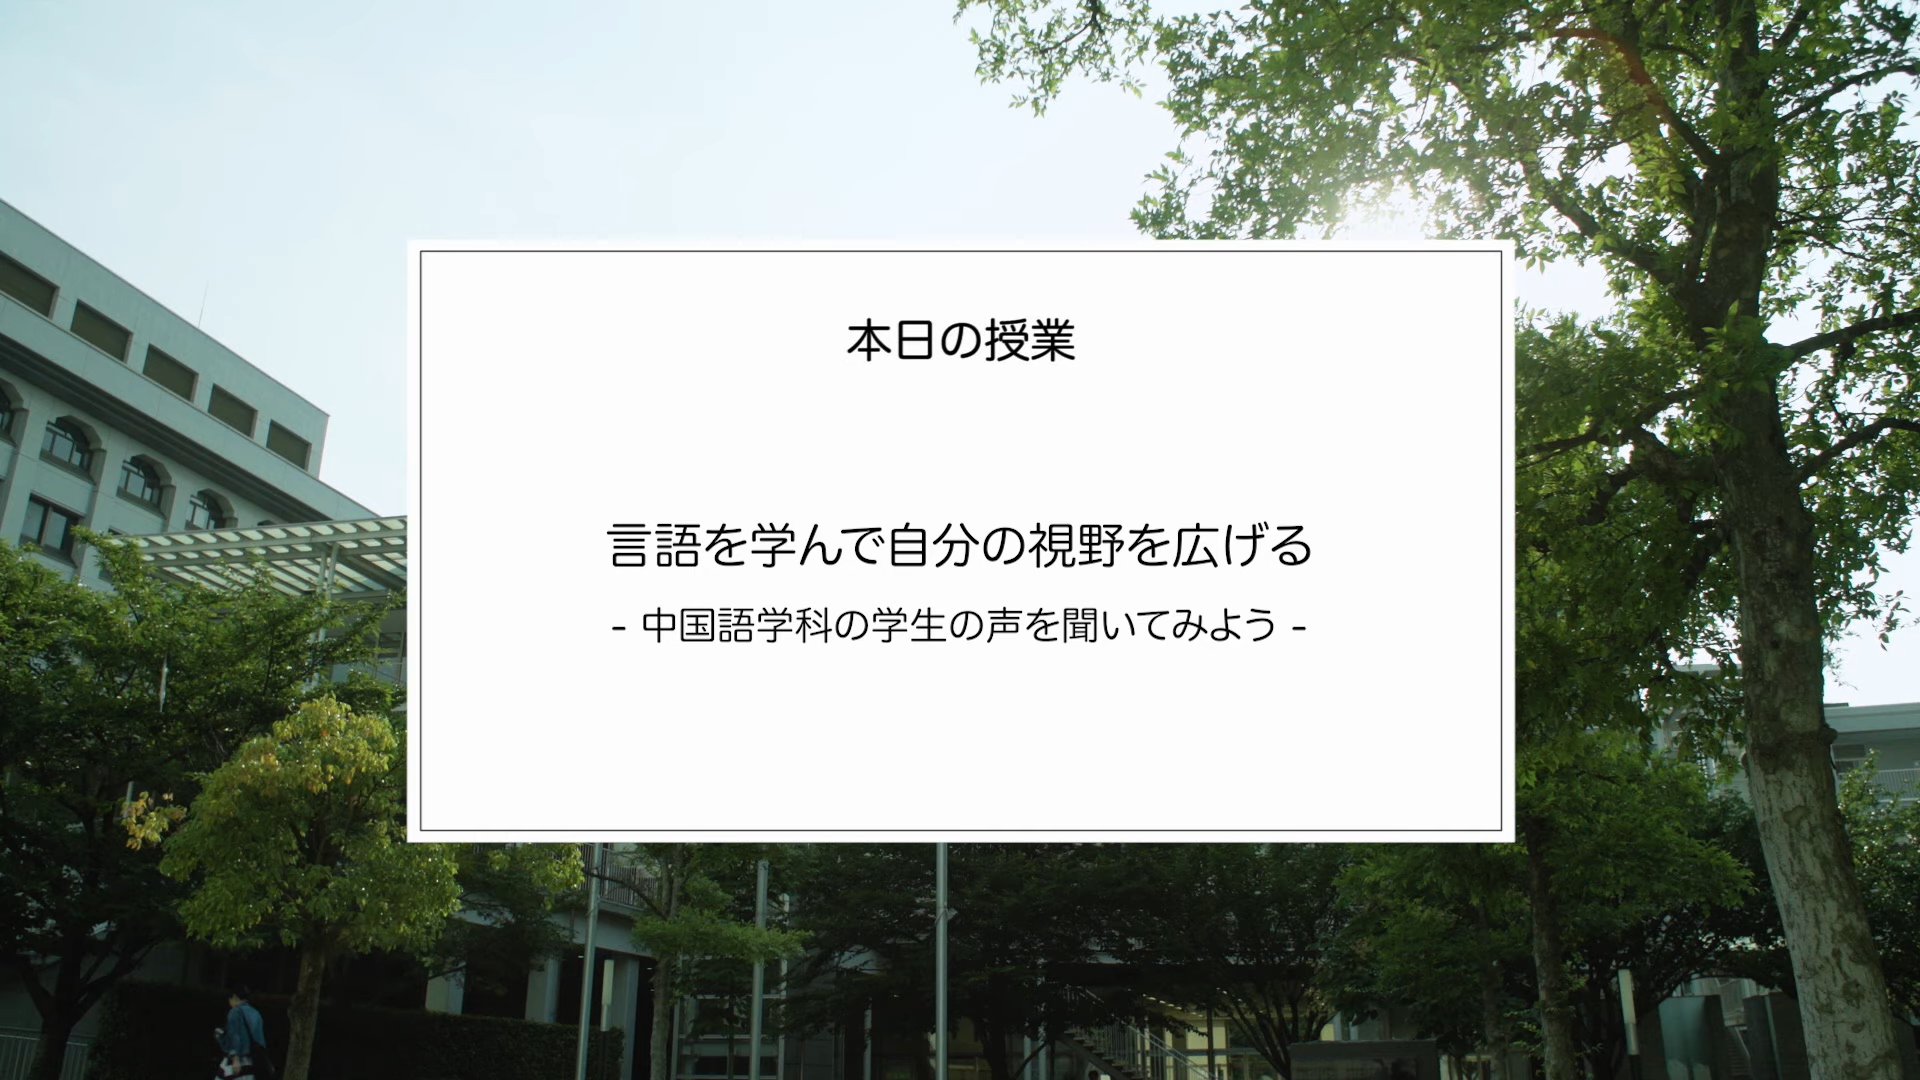 本日の授業
言語を学んで自分の視野を広げる
- 中国語学科の学生の声を聞いてみよう -